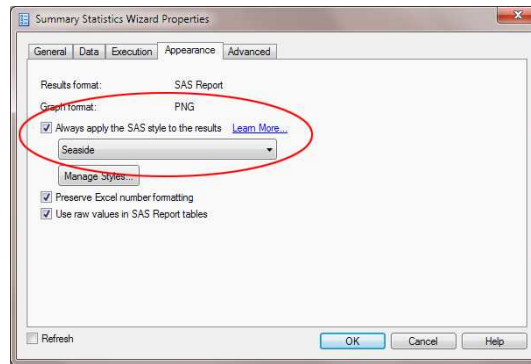 Summary Statistics Wizard Properties
General Data Execution Appearance Advanced
Results format: SAS Report
Graph format: PNG
Always apply the SAS style to the results Learn More...
Seaside
Manage Styles...
Preserve Excel number formatting
Use raw values in SAS Report tables
Refresh OK Cancel Help